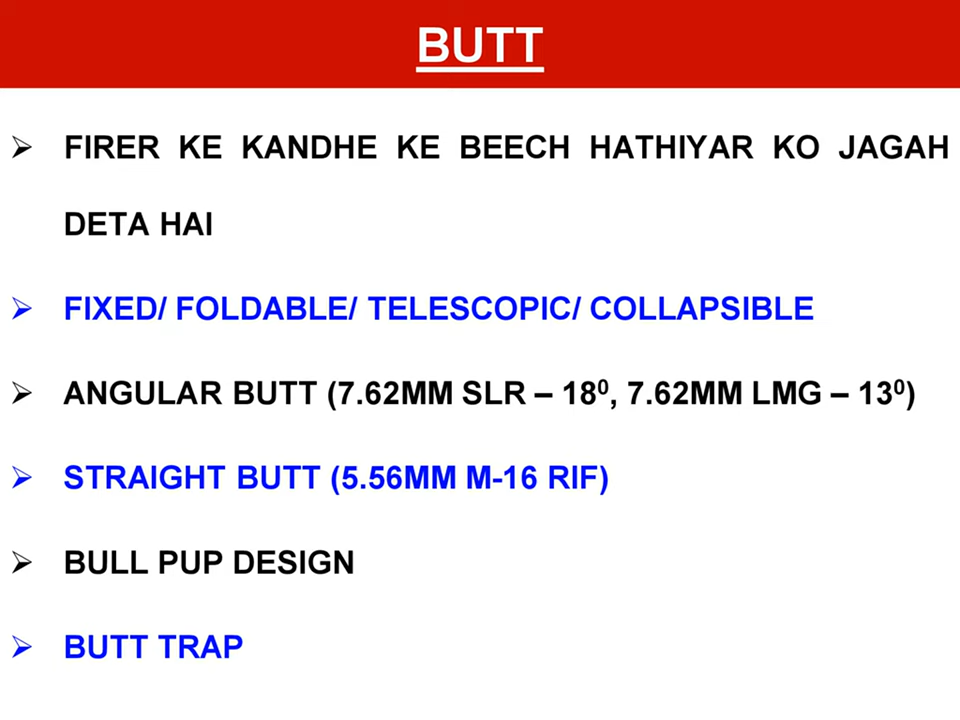 BUTT
➢ FIRER KE KANDHE KE BEECH HATHIYAR KO JAGAH
DETA HAI
➢ FIXED/ FOLDABLE/ TELESCOPIC/ COLLAPSIBLE
➢ ANGULAR BUTT (7.62MM SLR – 18⁰, 7.62MM LMG – 13⁰)
➢ STRAIGHT BUTT (5.56MM M-16 RIF)
➢ BULL PUP DESIGN
➢ BUTT TRAP